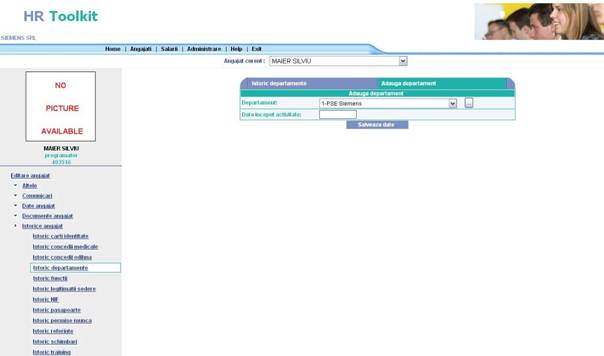 HR Toolkit
SIEMENS SRL
Home | Angajati | Salarii | Administrare | Help | Exit
Angajat curent : MAIER SILVIU
NO
PICTURE
AVAILABLE
MAIER SILVIU
programator
493516
Istoric departamente Adauga departament
Adauga departament
Departament: 1-PSE Siemens ...
Data inceput activitate:
Salveaza date
Editare angajat
Altele
Comunicari
Date angajat
Documente angajat
Istorice angajat
Istoric carti identitate
Istoric concedii medicale
Istoric concedii odihna
Istoric departamente
Istoric functii
Istoric legitimatii sedere
Istoric NIF
Istoric pasapoarte
Istoric permise munca
Istoric referinte
Istoric schimbari
Istoric training